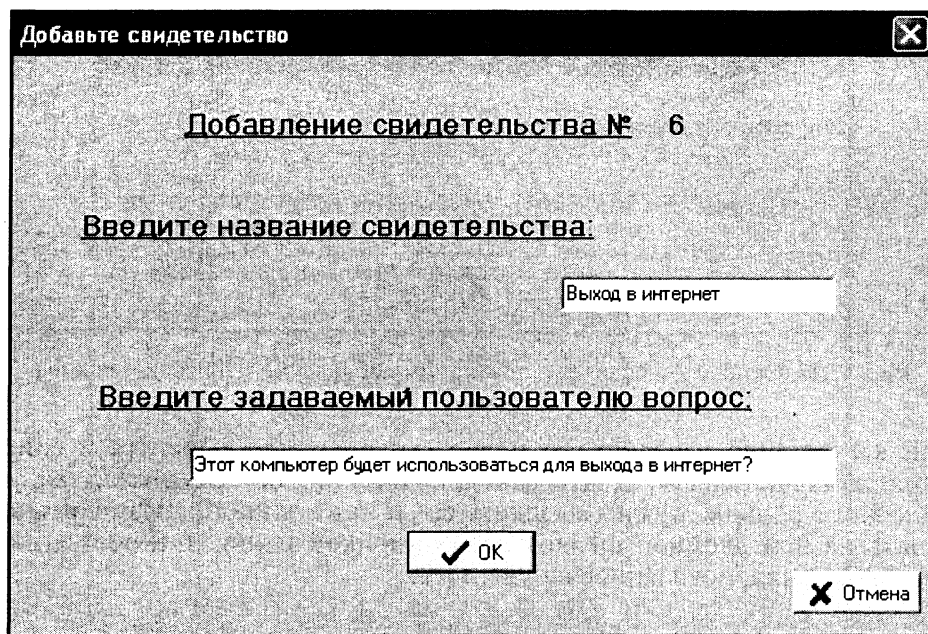 Добавьте свидетельство
Добавление свидетельства № 6
Введите название свидетельства:
Выход в интернет
Введите задаваемый пользователю вопрос:
Этот компьютер будет использоваться для выхода в интернет?
OK
Отмена